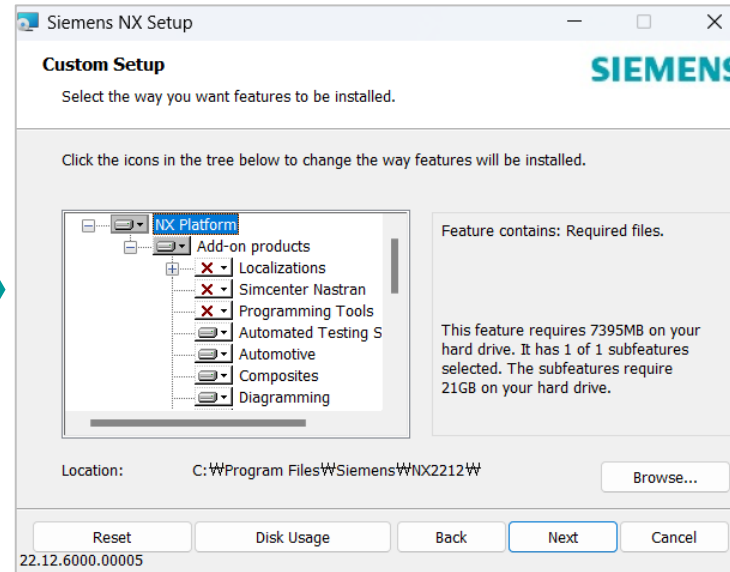 Siemens NX Setup
Custom Setup
SIEMENS
Select the way you want features to be installed.
Click the icons in the tree below to change the way features will be installed.
NX Platform
Add-on products
Localizations
Simcenter Nastran
Programming Tools
Automated Testing S
Automotive
Composites
Diagramming
Feature contains: Required files.
This feature requires 7395MB on your
hard drive. It has 1 of 1 subfeatures
selected. The subfeatures require
21GB on your hard drive.
Location:
C:₩Program Files₩Siemens₩NX2212₩
Browse...
Reset
Disk Usage
Back
Next
Cancel
22.12.6000.00005